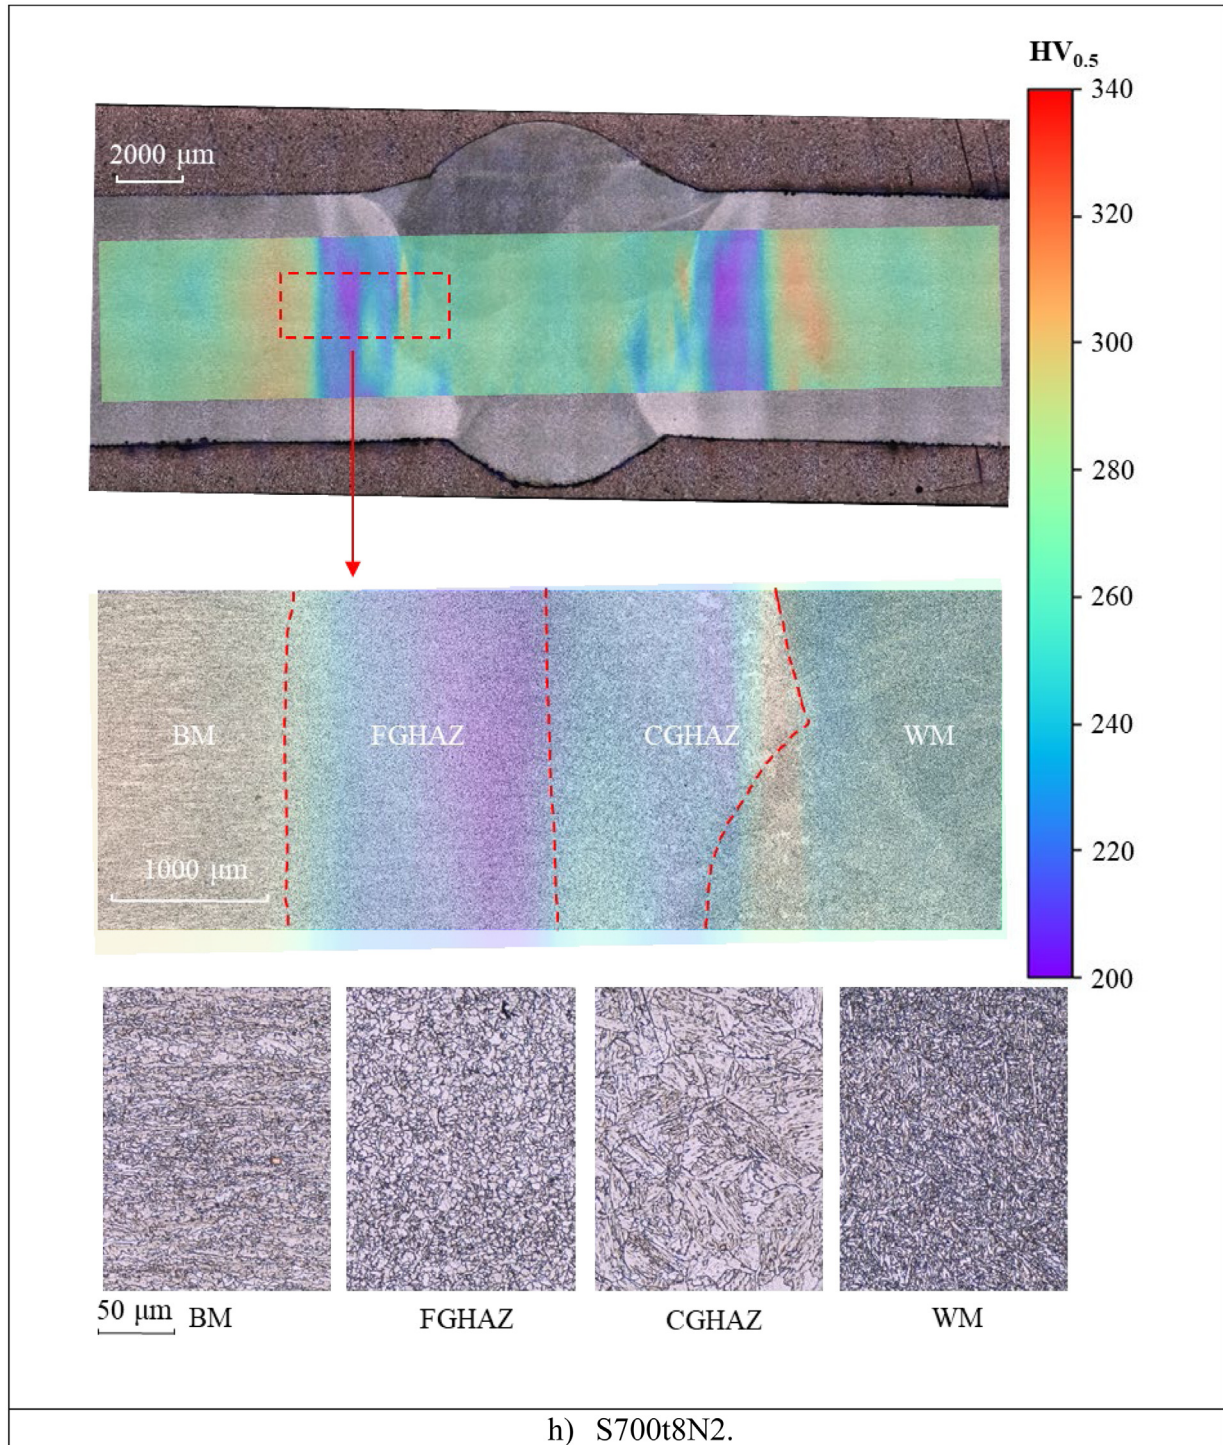 HV0.5
340
2000 μm
320
300
280
260
240
BM FGHAZ CGHAZ WM
220
1000 μm
200
50 μm BM FGHAZ CGHAZ WM
h) S700t8N2.